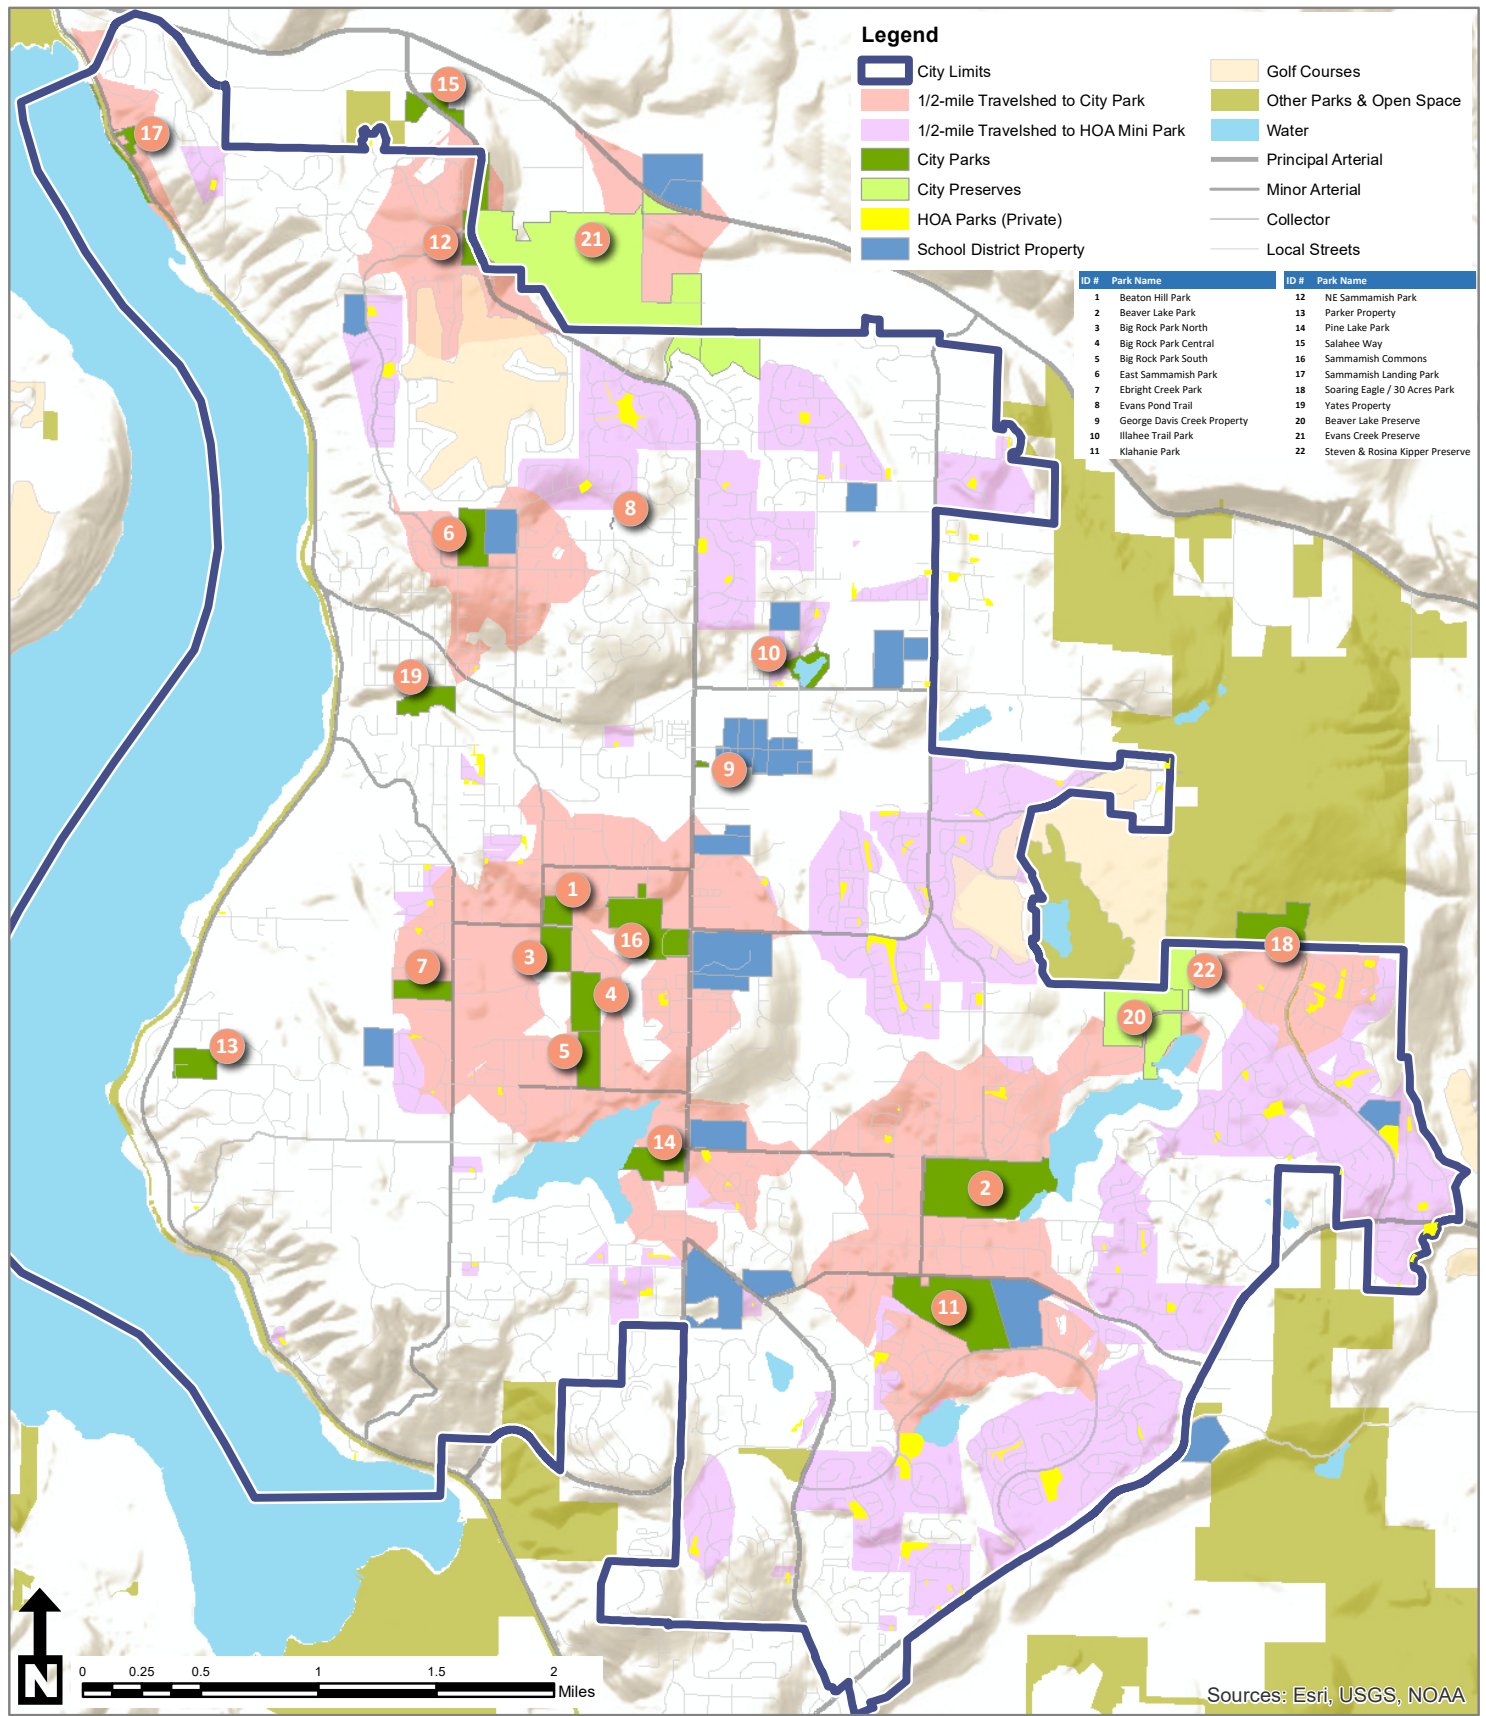 Legend
City Limits
1/2-mile Travelshed to City Park
1/2-mile Travelshed to HOA Mini Park
City Parks
City Preserves
HOA Parks (Private)
School District Property
Golf Courses
Other Parks & Open Space
Water
Principal Arterial
Minor Arterial
Collector
Local Streets
ID # Park Name
1 Beaton Hill Park
2 Beaver Lake Park
3 Big Rock Park North
4 Big Rock Park Central
5 Big Rock Park South
6 East Sammamish Park
7 Ebright Creek Park
8 Evans Pond Trail
9 George Davis Creek Property
10 Illahee Trail Park
11 Klahanie Park
ID # Park Name
12 NE Sammamish Park
13 Parker Property
14 Pine Lake Park
15 Salahee Way
16 Sammamish Commons
17 Sammamish Landing Park
18 Soaring Eagle / 30 Acres Park
19 Yates Property
20 Beaver Lake Preserve
21 Evans Creek Preserve
22 Steven & Rosina Kipper Preserve
15
17
12
21
8
6
10
19
9
1
16
3
7
4
18
22
20
13
5
14
2
11
N
0 0.25 0.5 1 1.5 2
Miles
Sources: Esri, USGS, NOAA